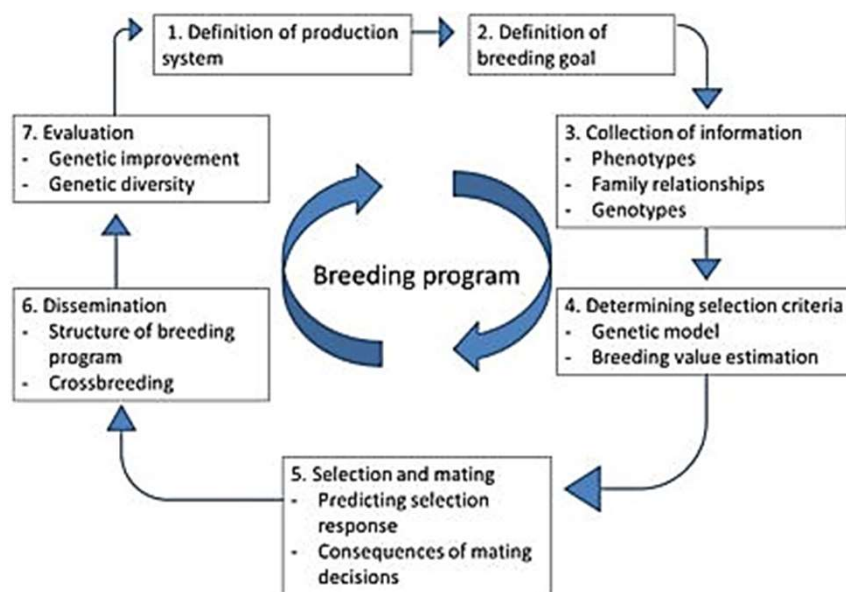 1. Definition of production
system
2. Definition of
breeding goal
3. Collection of information
- Phenotypes
- Family relationships
- Genotypes
4. Determining selection criteria
- Genetic model
- Breeding value estimation
5. Selection and mating
- Predicting selection
response
- Consequences of mating
decisions
6. Dissemination
- Structure of breeding
program
- Crossbreeding
7. Evaluation
- Genetic improvement
- Genetic diversity
Breeding program